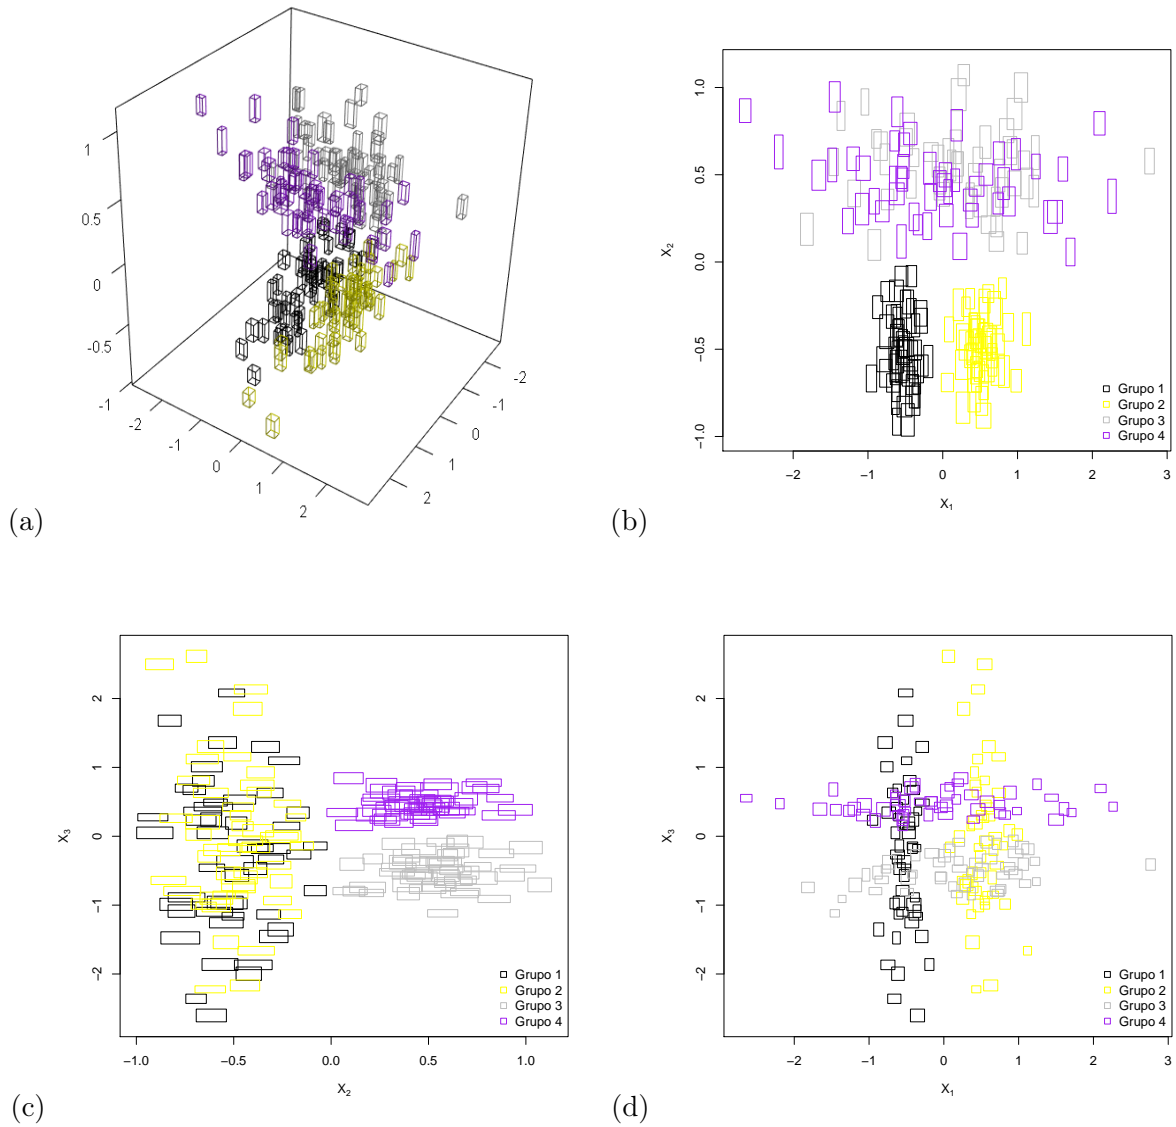 1
0.5
0
-0.5
-1
-2
-1
0
1
2
-2
-1
0
1
2
(a)
1.0
0.5
0.0
−0.5
−1.0
X₂
−2 −1 0 1 2 3
X₁
Grupo 1
Grupo 2
Grupo 3
Grupo 4
(b)
2
1
0
−1
−2
X₃
−1.0 −0.5 0.0 0.5 1.0
X₂
Grupo 1
Grupo 2
Grupo 3
Grupo 4
(c)
2
1
0
−1
−2
X₃
−2 −1 0 1 2 3
X₁
Grupo 1
Grupo 2
Grupo 3
Grupo 4
(d)